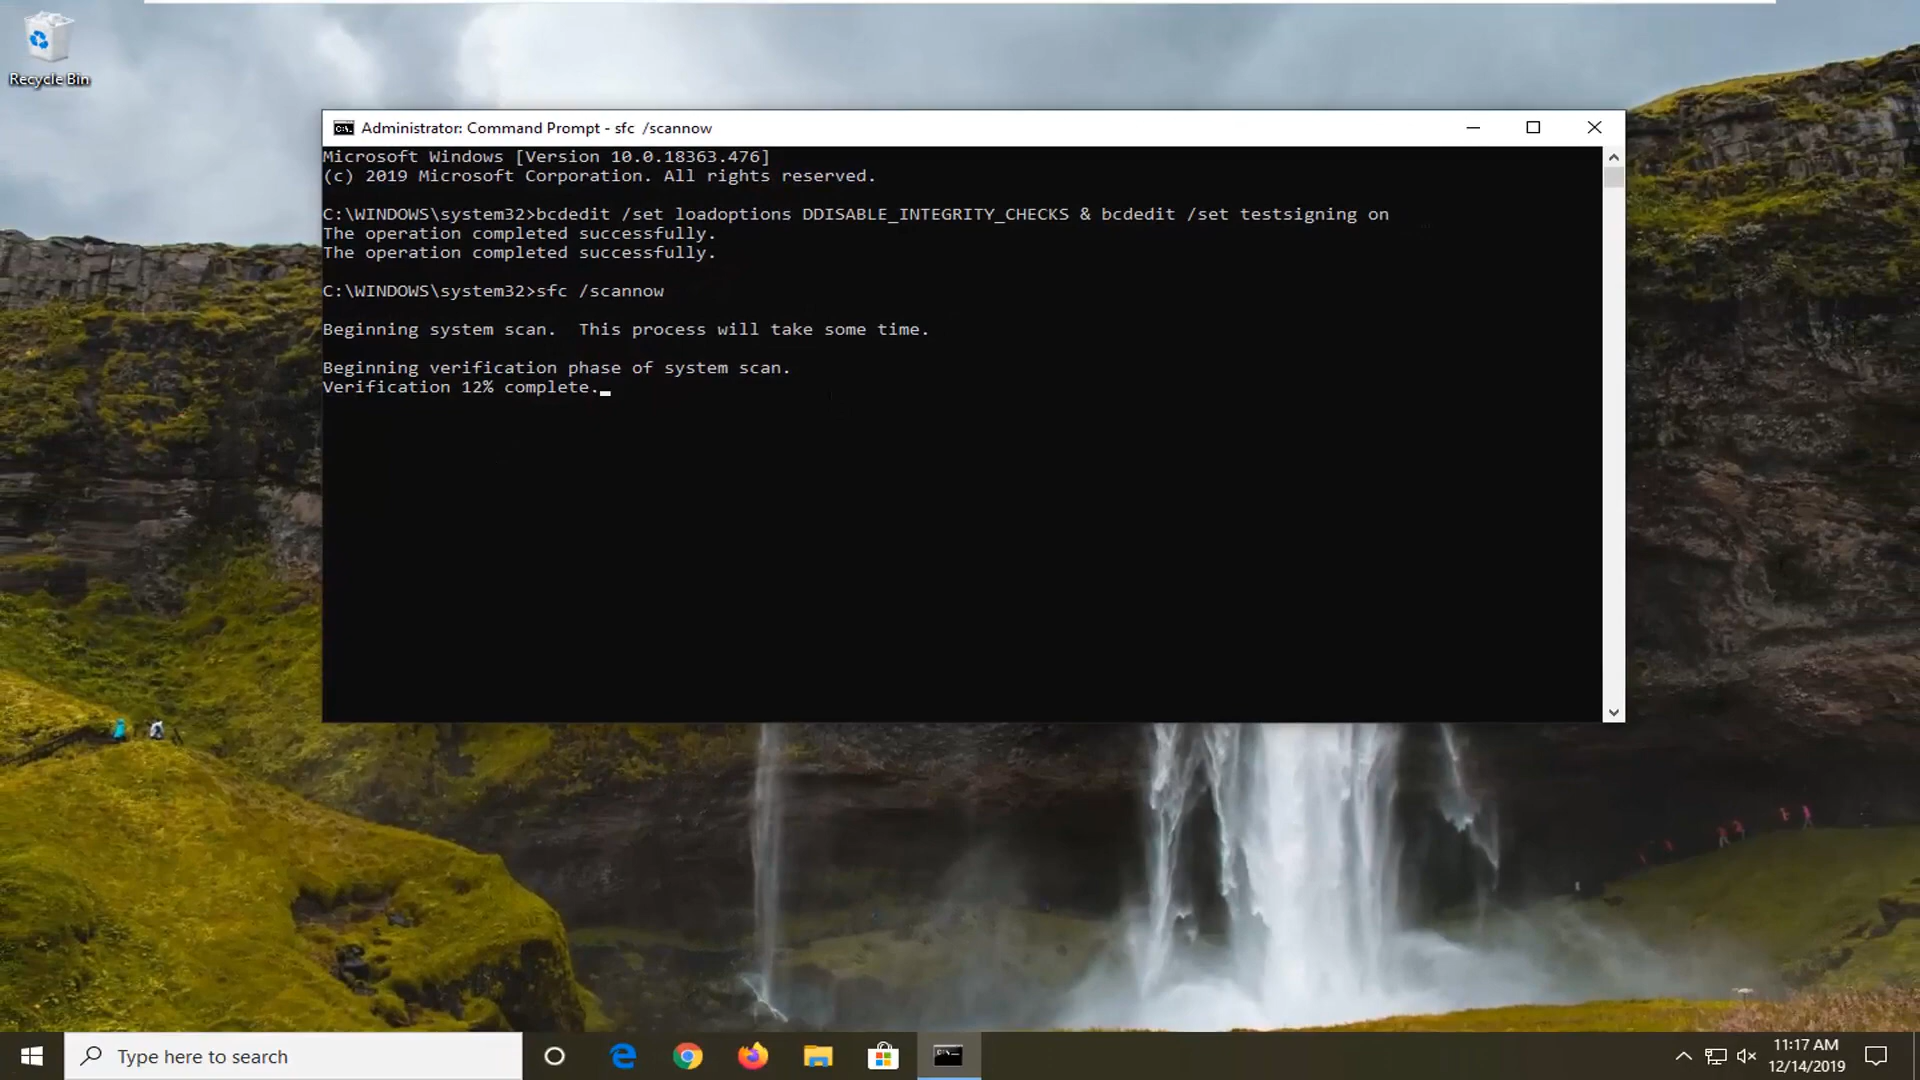 Recycle Bin
Administrator: Command Prompt - sfc  /scannow
Microsoft Windows [Version 10.0.18363.476]
(c) 2019 Microsoft Corporation. All rights reserved.
C:\WINDOWS\system32>bcdedit /set loadoptions DDISABLE_INTEGRITY_CHECKS & bcdedit /set testsigning on
The operation completed successfully.
The operation completed successfully.
C:\WINDOWS\system32>sfc /scannow
Beginning system scan.  This process will take some time.
Beginning verification phase of system scan.
Verification 12% complete.
Type here to search
11:17 AM
12/14/2019